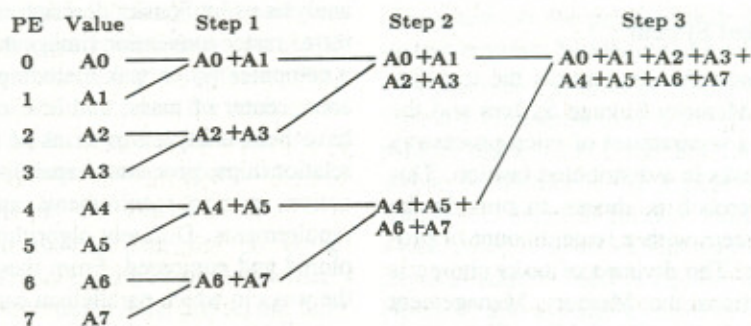 PE Value Step 1 Step 2 Step 3
0 A0 A0 +A1 A0 +A1 A0 +A1 +A2 +A3 +
A2 +A3 A4 +A5 +A6 +A7
1 A1
2 A2 A2 +A3
3 A3
4 A4 A4 +A5 A4 +A5 +
A6 +A7
5 A5
6 A6 A6 +A7
7 A7